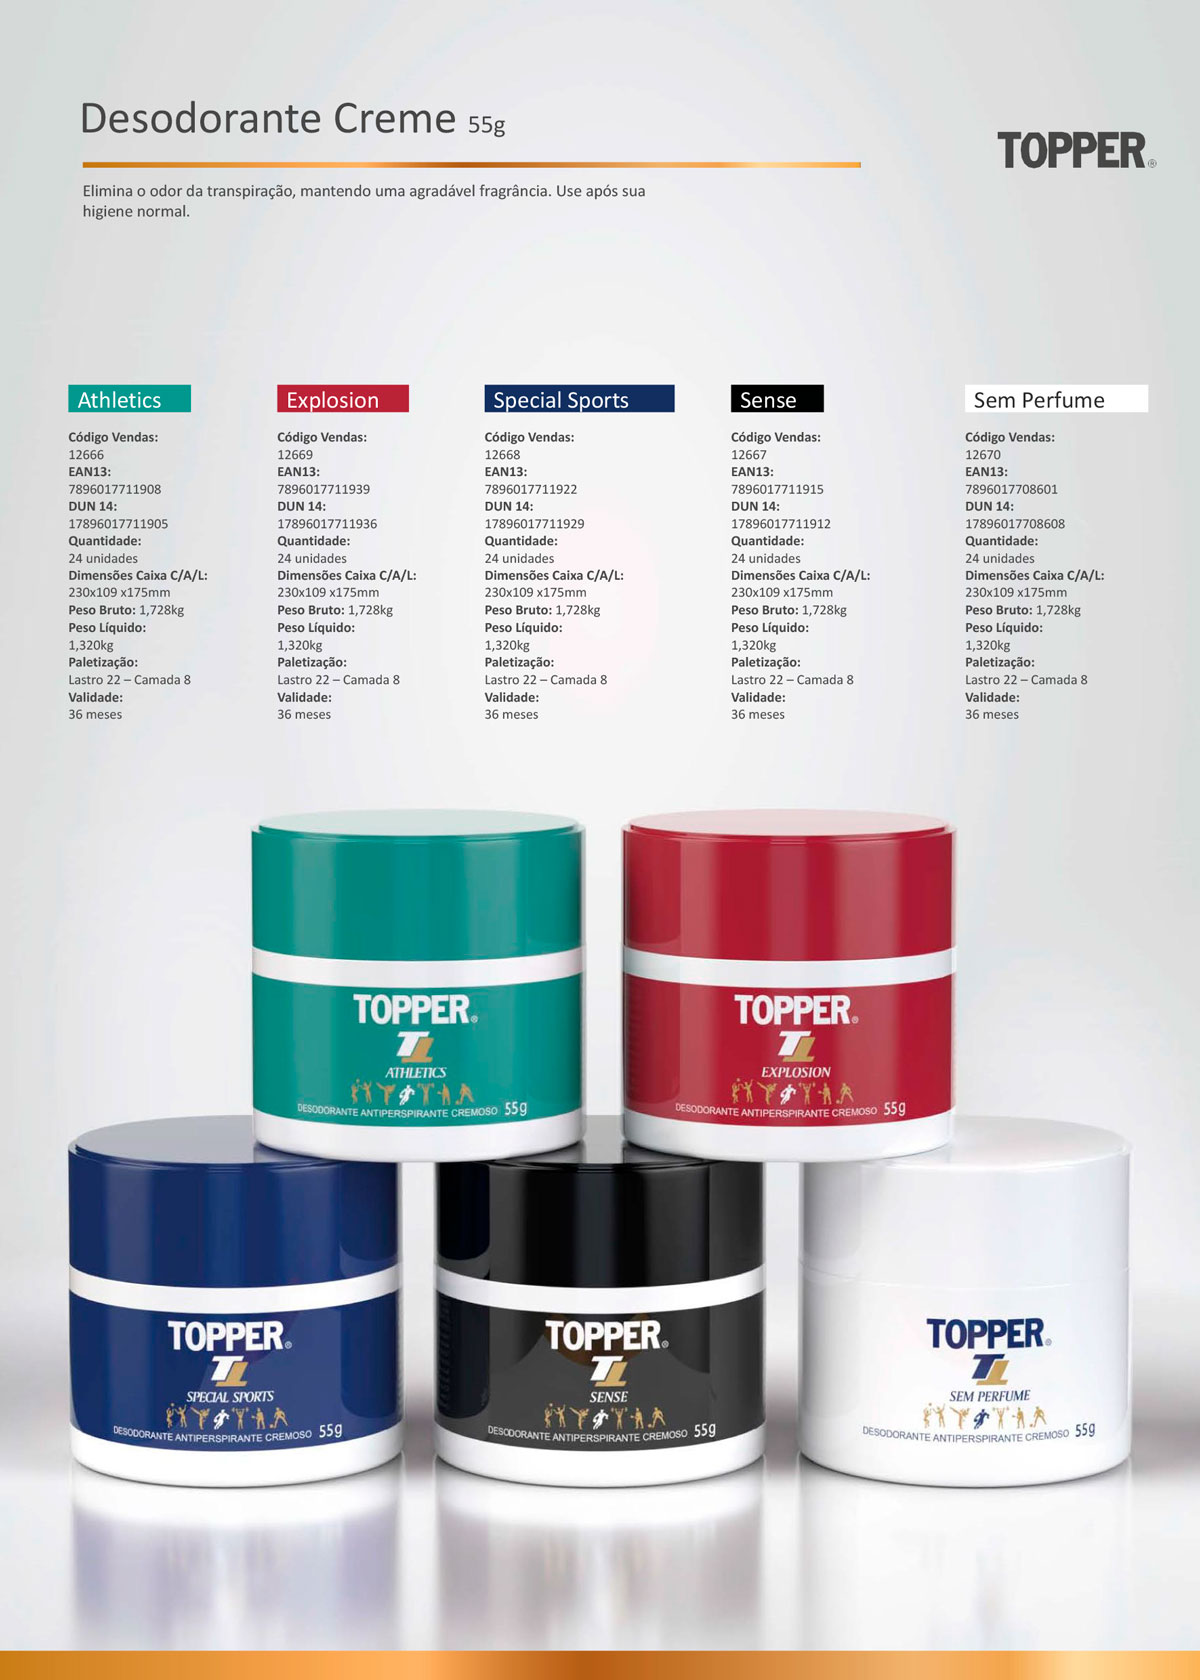 Desodorante Creme 55g
TOPPER®
Elimina o odor da transpiração, mantendo uma agradável fragrância. Use após sua
higiene normal.
Athletics
Código Vendas:
12666
EAN13:
7896017711908
DUN 14:
17896017711905
Quantidade:
24 unidades
Dimensões Caixa C/A/L:
230x109 x175mm
Peso Bruto: 1,728kg
Peso Líquido:
1,320kg
Paletização:
Lastro 22 – Camada 8
Validade:
36 meses
Explosion
Código Vendas:
12669
EAN13:
7896017711939
DUN 14:
17896017711936
Quantidade:
24 unidades
Dimensões Caixa C/A/L:
230x109 x175mm
Peso Bruto: 1,728kg
Peso Líquido:
1,320kg
Paletização:
Lastro 22 – Camada 8
Validade:
36 meses
Special Sports
Código Vendas:
12668
EAN13:
7896017711922
DUN 14:
17896017711929
Quantidade:
24 unidades
Dimensões Caixa C/A/L:
230x109 x175mm
Peso Bruto: 1,728kg
Peso Líquido:
1,320kg
Paletização:
Lastro 22 – Camada 8
Validade:
36 meses
Sense
Código Vendas:
12667
EAN13:
7896017711915
DUN 14:
17896017711912
Quantidade:
24 unidades
Dimensões Caixa C/A/L:
230x109 x175mm
Peso Bruto: 1,728kg
Peso Líquido:
1,320kg
Paletização:
Lastro 22 – Camada 8
Validade:
36 meses
Sem Perfume
Código Vendas:
12670
EAN13:
7896017708601
DUN 14:
17896017708608
Quantidade:
24 unidades
Dimensões Caixa C/A/L:
230x109 x175mm
Peso Bruto: 1,728kg
Peso Líquido:
1,320kg
Paletização:
Lastro 22 – Camada 8
Validade:
36 meses
TOPPER®
ATHLETICS
DESODORANTE ANTIPERSPIRANTE CREMOSO 55g
TOPPER®
EXPLOSION
DESODORANTE ANTIPERSPIRANTE CREMOSO 55g
TOPPER®
SPECIAL SPORTS
DESODORANTE ANTIPERSPIRANTE CREMOSO 55g
TOPPER®
SENSE
DESODORANTE ANTIPERSPIRANTE CREMOSO 55g
TOPPER®
SEM PERFUME
DESODORANTE ANTIPERSPIRANTE CREMOSO 55g